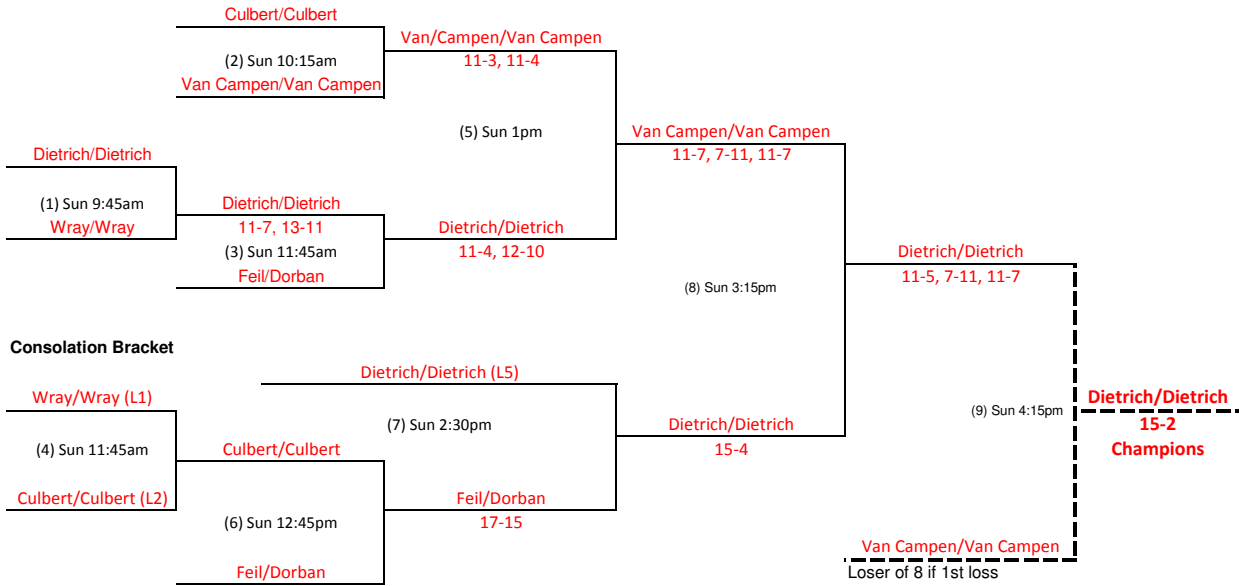 Culbert/Culbert
Van/Campen/Van Campen
(2) Sun 10:15am
11-3, 11-4
Van Campen/Van Campen
(5) Sun 1pm
Van Campen/Van Campen
11-7, 7-11, 11-7
Dietrich/Dietrich
(1) Sun 9:45am
Wray/Wray
Dietrich/Dietrich
11-7, 13-11
(3) Sun 11:45am
Feil/Dorban
Dietrich/Dietrich
11-4, 12-10
Dietrich/Dietrich
11-5, 7-11, 11-7
(8) Sun 3:15pm
Consolation Bracket
Dietrich/Dietrich (L5)
Wray/Wray (L1)
(4) Sun 11:45am
Culbert/Culbert (L2)
(7) Sun 2:30pm
Culbert/Culbert
Dietrich/Dietrich
15-4
(9) Sun 4:15pm
Dietrich/Dietrich
15-2
Champions
Feil/Dorban
17-15
(6) Sun 12:45pm
Feil/Dorban
Van Campen/Van Campen
Loser of 8 if 1st loss